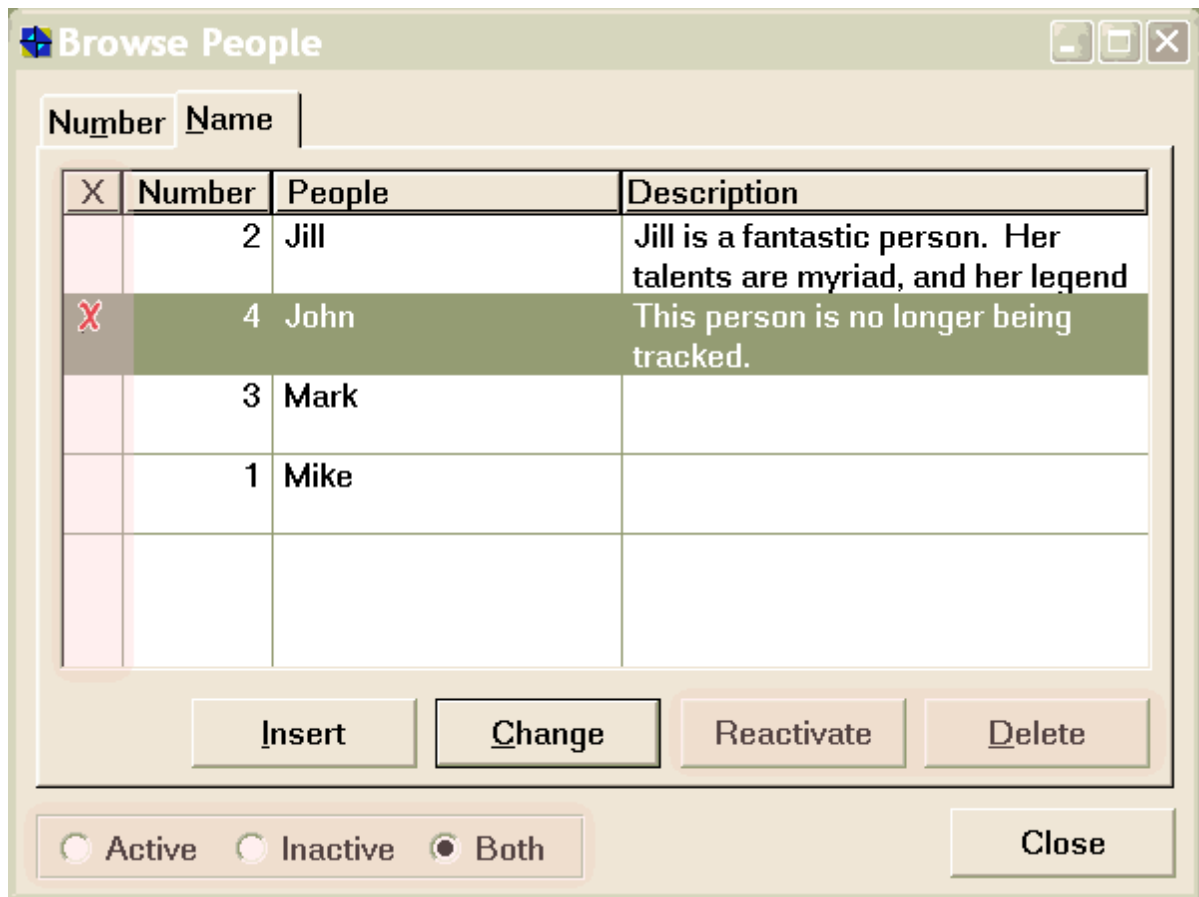 Browse People
Number Name
X Number People Description
2 Jill Jill is a fantastic person. Her
talents are myriad, and her legend
X 4 John This person is no longer being
tracked.
3 Mark
1 Mike
Insert Change Reactivate Delete
Active Inactive Both Close